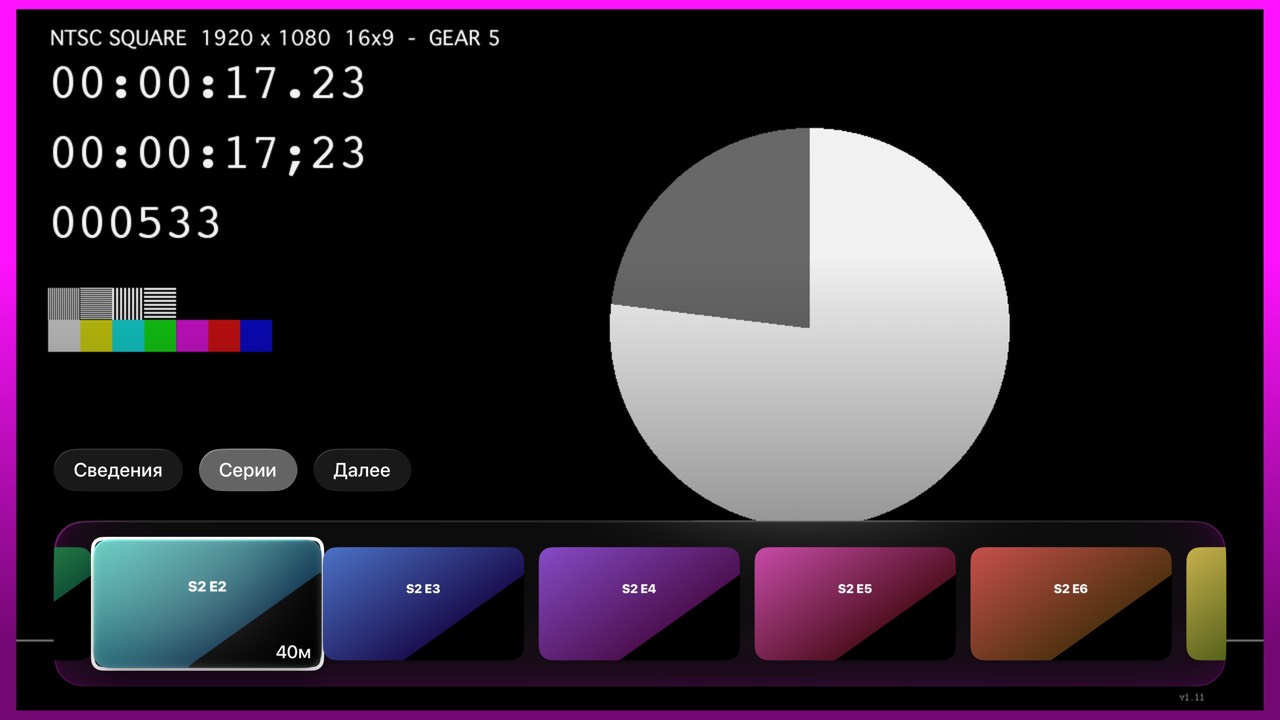 NTSC SQUARE 1920 x 1080 16x9 - GEAR 5
00:00:17.23
00:00:17;23
000533
Сведения
Серии
Далее
S2 E2
40м
S2 E3
S2 E4
S2 E5
S2 E6
v1.11